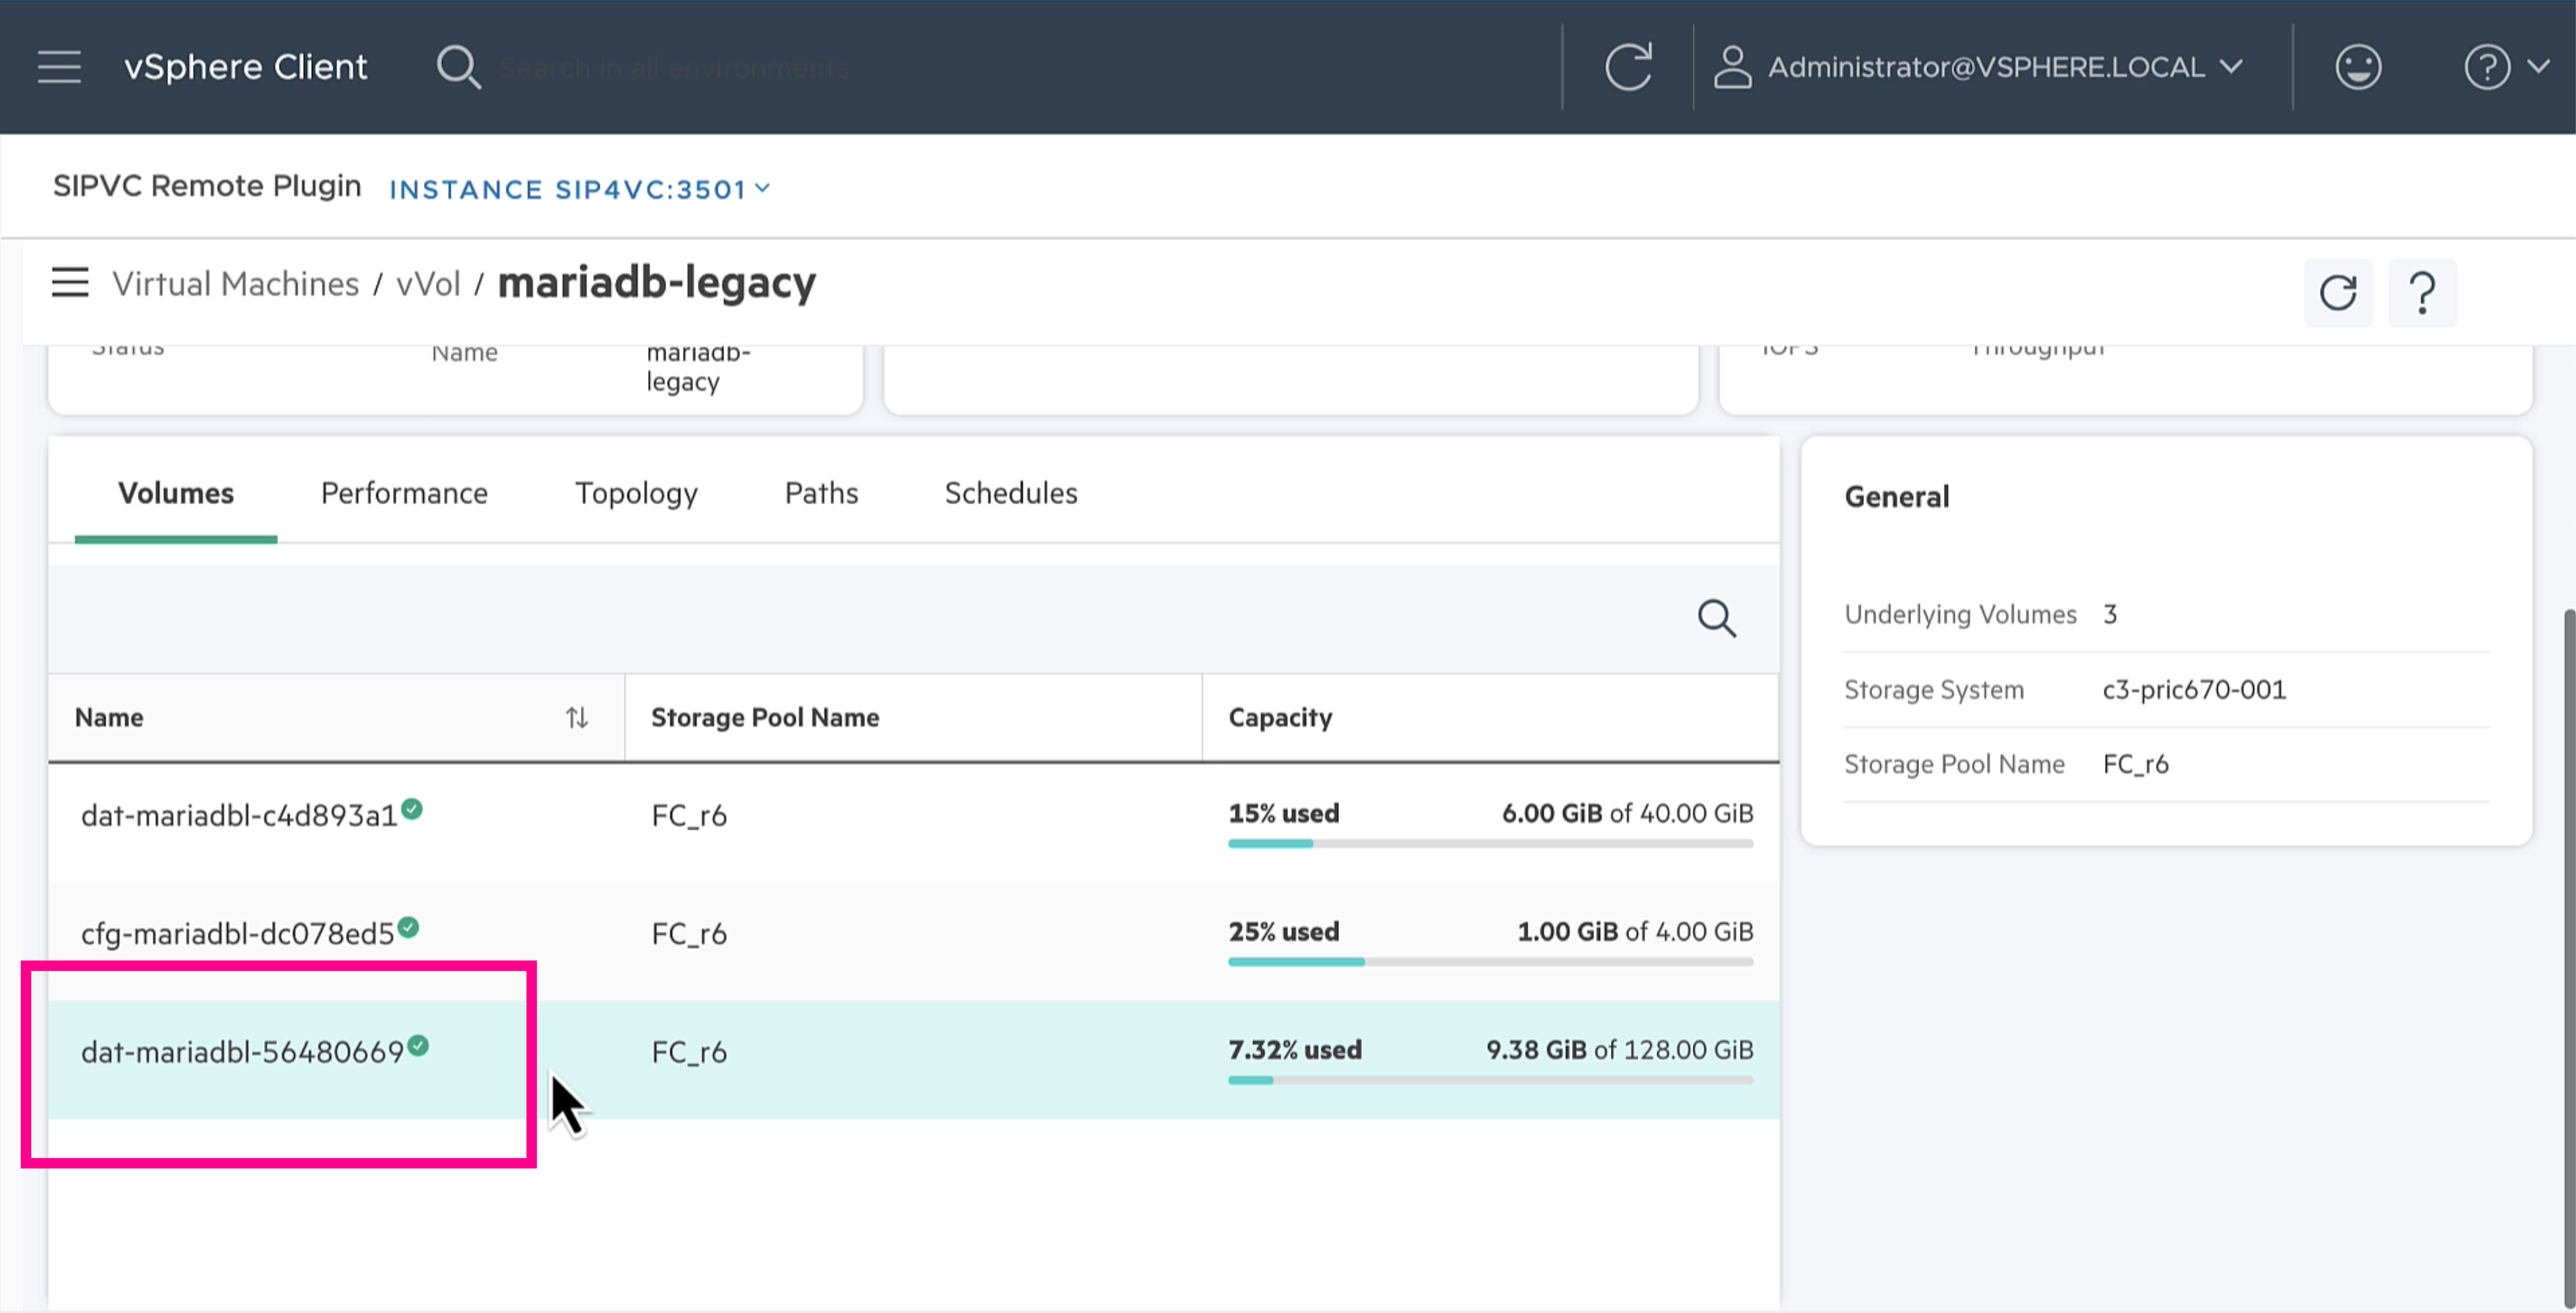 vSphere Client
Search in all environments
Administrator@VSPHERE.LOCAL
SIPVC Remote Plugin INSTANCE SIP4VC:3501
Virtual Machines / vVol / mariadb-legacy
Status
Name
mariadb-
legacy
IOPS
Throughput
Volumes
Performance
Topology
Paths
Schedules
Name
Storage Pool Name
Capacity
dat-mariadbl-c4d893a1
FC_r6
15% used
6.00 GiB of 40.00 GiB
cfg-mariadbl-dc078ed5
FC_r6
25% used
1.00 GiB of 4.00 GiB
dat-mariadbl-56480669
FC_r6
7.32% used
9.38 GiB of 128.00 GiB
General
Underlying Volumes 3
Storage System c3-pric670-001
Storage Pool Name FC_r6